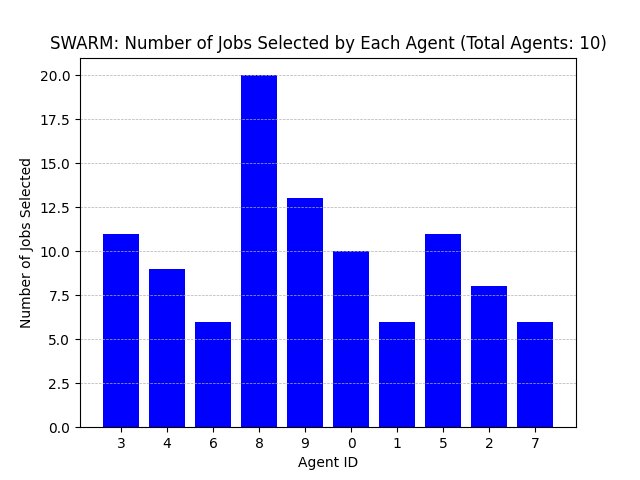 SWARM: Number of Jobs Selected by Each Agent (Total Agents: 10)
20.0
17.5
15.0
12.5
10.0
7.5
5.0
2.5
0.0
Number of Jobs Selected
3 4 6 8 9 0 1 5 2 7
Agent ID